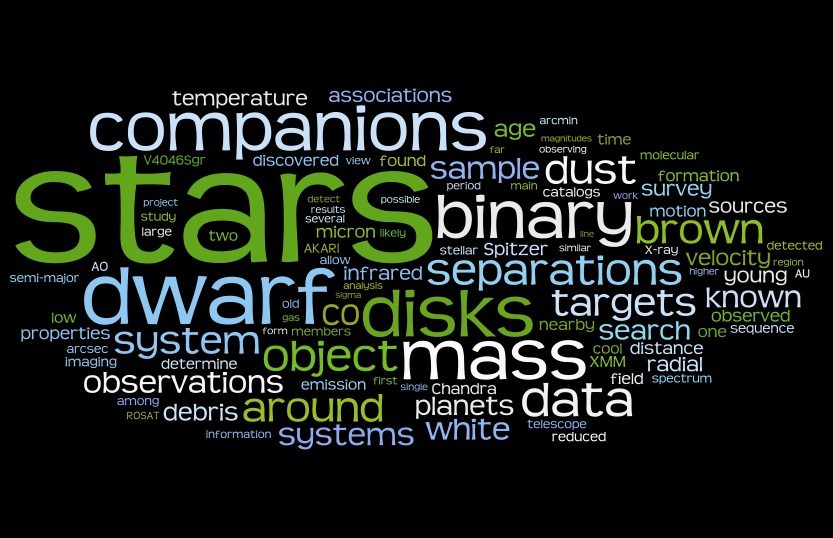 temperature associations
companions age arcmin
magnitudes time
far observing
V4046Sgr discovered view found sample dust molecular
stars project period main catalogs work formation survey
detect possible
study results several binary motion sources
large two micron likely line brown detected
AKARI stellar Spitzer similar X-ray velocity region
semi-major AO allow infrared separations higher young AU
dwarf analysis sigma
old gas co disks targets known
low form members nearby search one observed sequence
properties system
arcsec imaging determine object mass cool distance
XMM radial
observations emission first single Chandra field spectrum
among debris around planets data
ROSAT
information systems white telescope
reduced